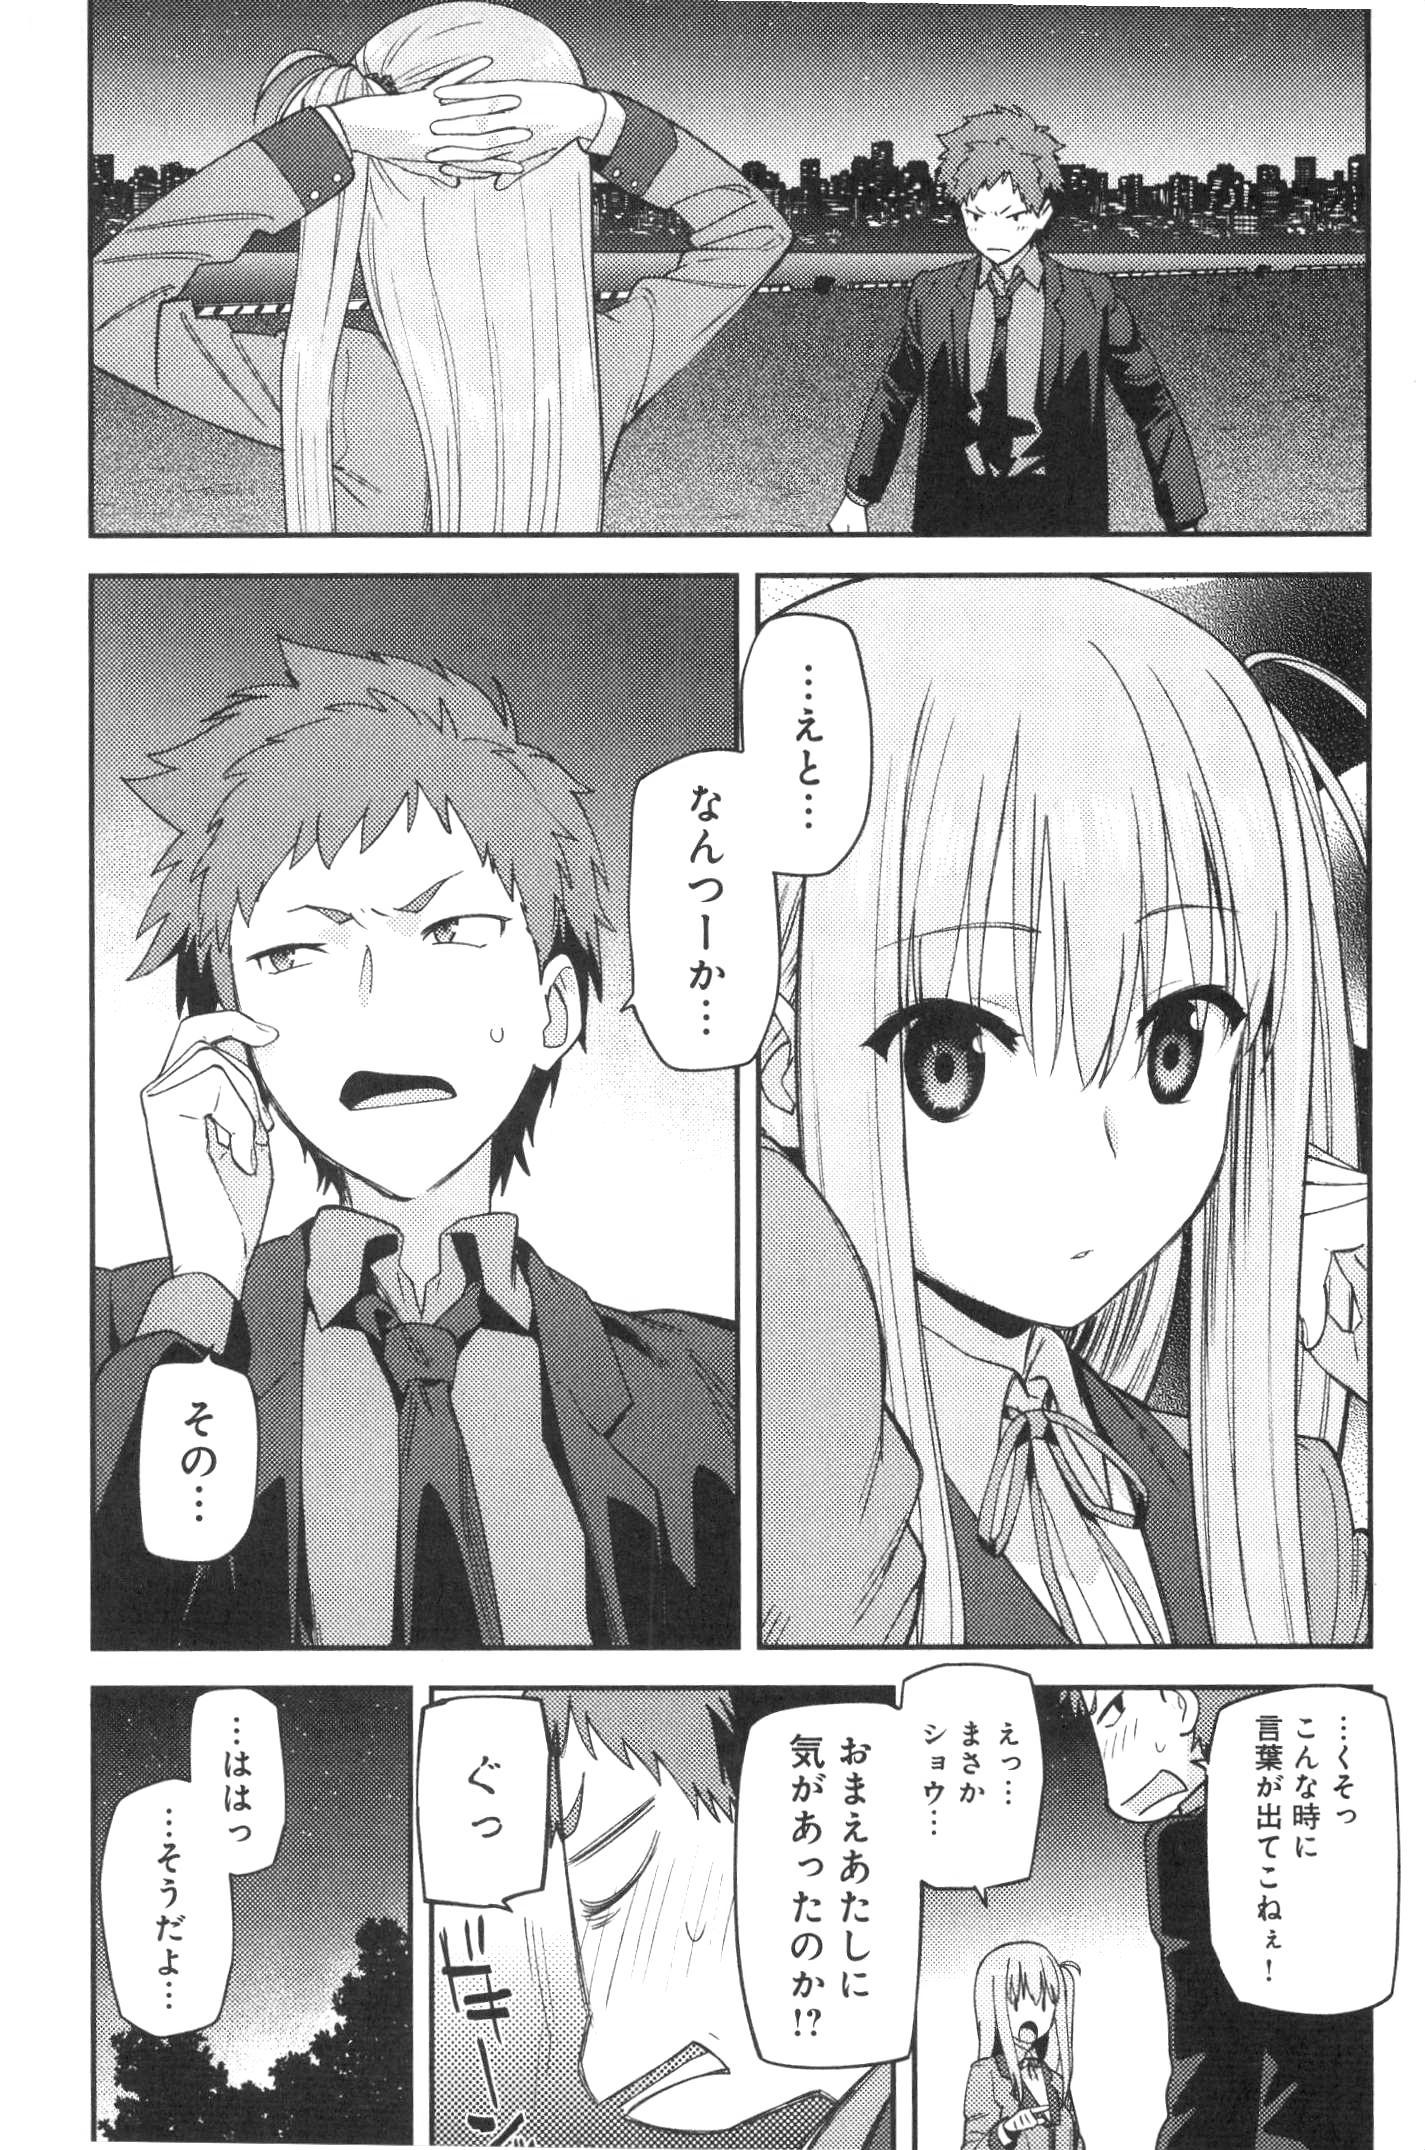 …えと…
なんつーか…
その…
…くそっ
こんな時に
言葉が出てこねぇ！
えっ…
まさか
ショウ…
おまえあたしに
気があったのか!?
ぐっ
ギキーン
…ははっ
…そうだよ…